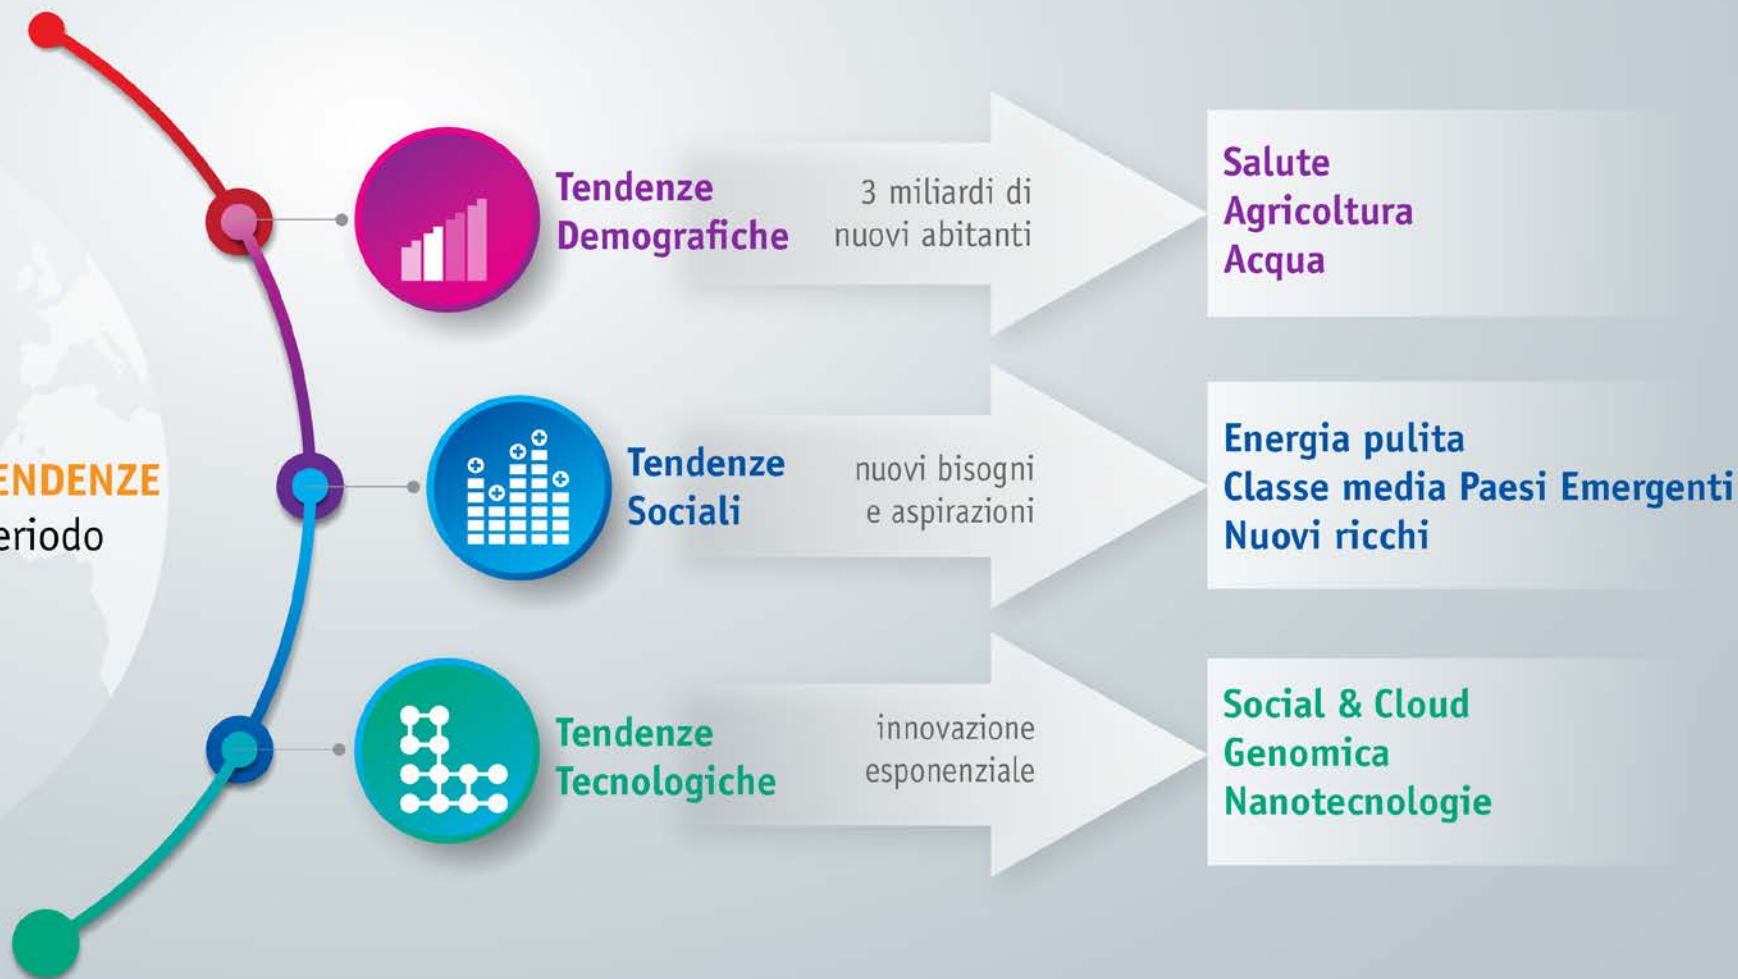 ENDENZE
eriodo
Tendenze
Demografiche
3 miliardi di
nuovi abitanti
Salute
Agricoltura
Acqua
Tendenze
Sociali
nuovi bisogni
e aspirazioni
Energia pulita
Classe media Paesi Emergenti
Nuovi ricchi
Tendenze
Tecnologiche
innovazione
esponenziale
Social & Cloud
Genomica
Nanotecnologie